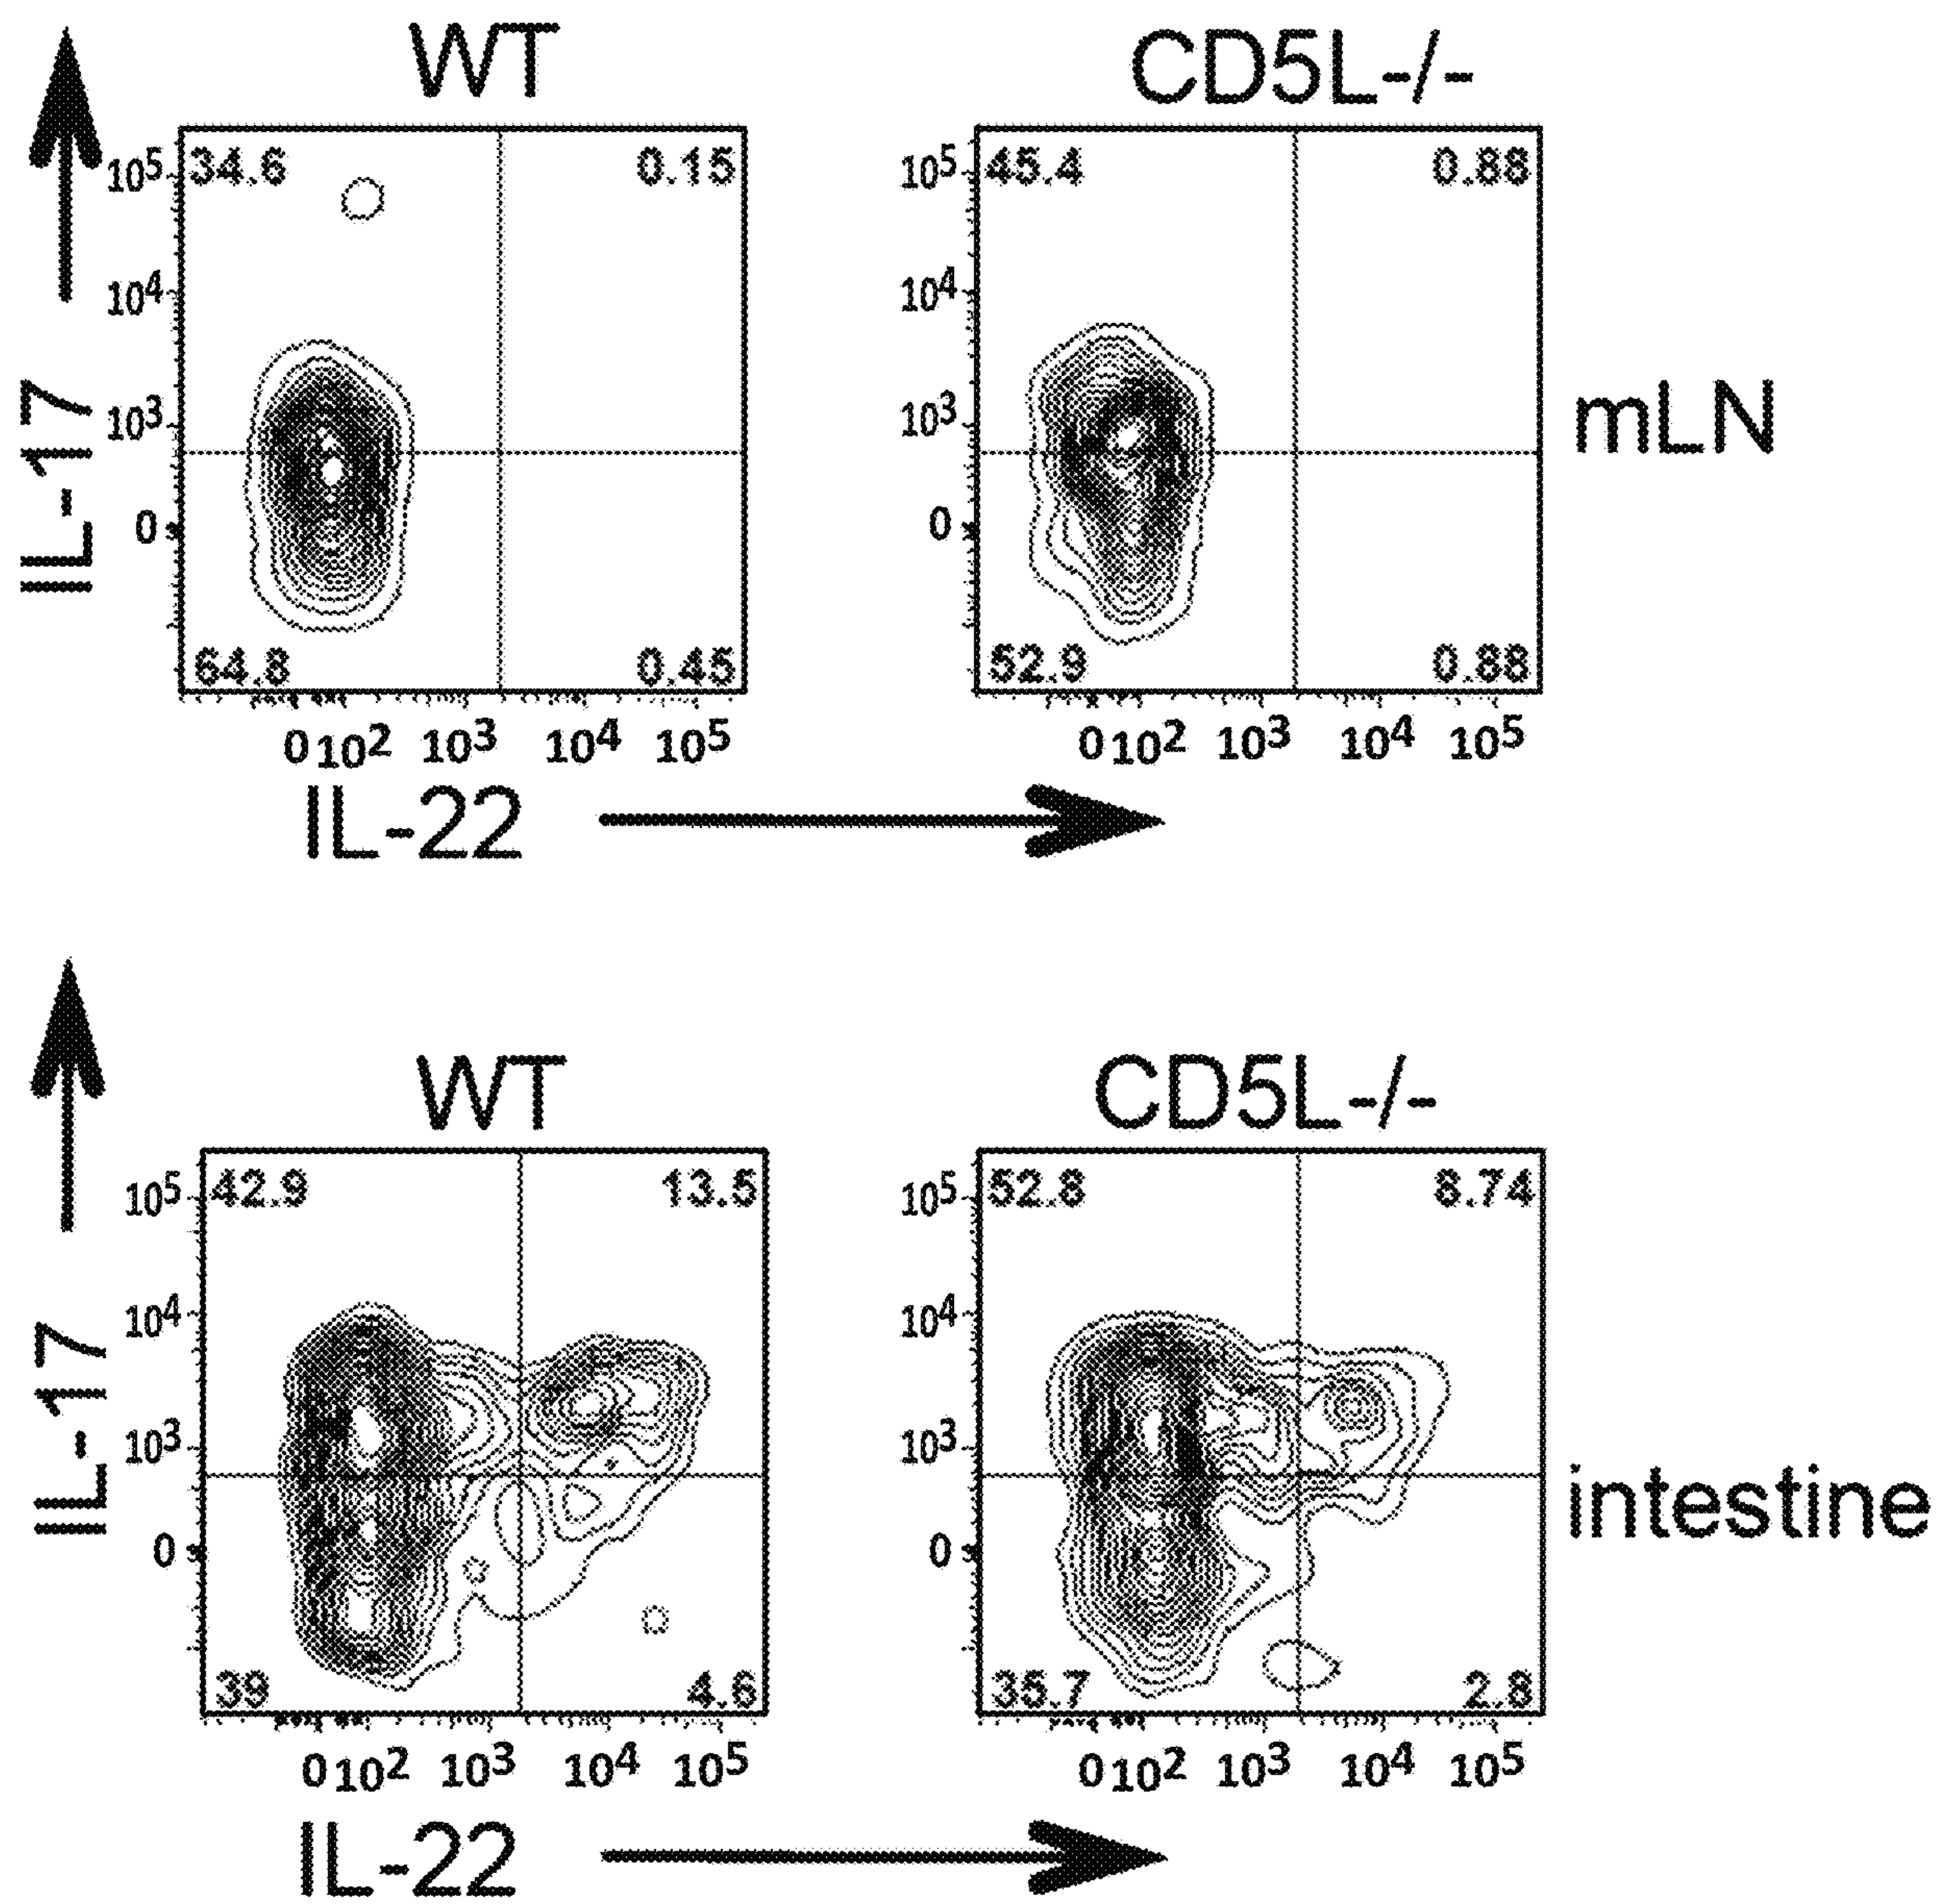 WT CD5L-/-
IL-17
10⁵ 34.6 0.15 10⁵ 45.4 0.88
10⁴ 10⁴
10³ 10³ mLN
0 0
64.8 0.45 52.9 0.88
0 10² 10³ 10⁴ 10⁵ 0 10² 10³ 10⁴ 10⁵
IL-22
WT CD5L-/-
IL-17
10⁵ 42.9 13.5 10⁵ 52.8 8.74
10⁴ 10⁴
10³ 10³ intestine
0 0
39 4.6 35.7 2.8
0 10² 10³ 10⁴ 10⁵ 0 10² 10³ 10⁴ 10⁵
IL-22